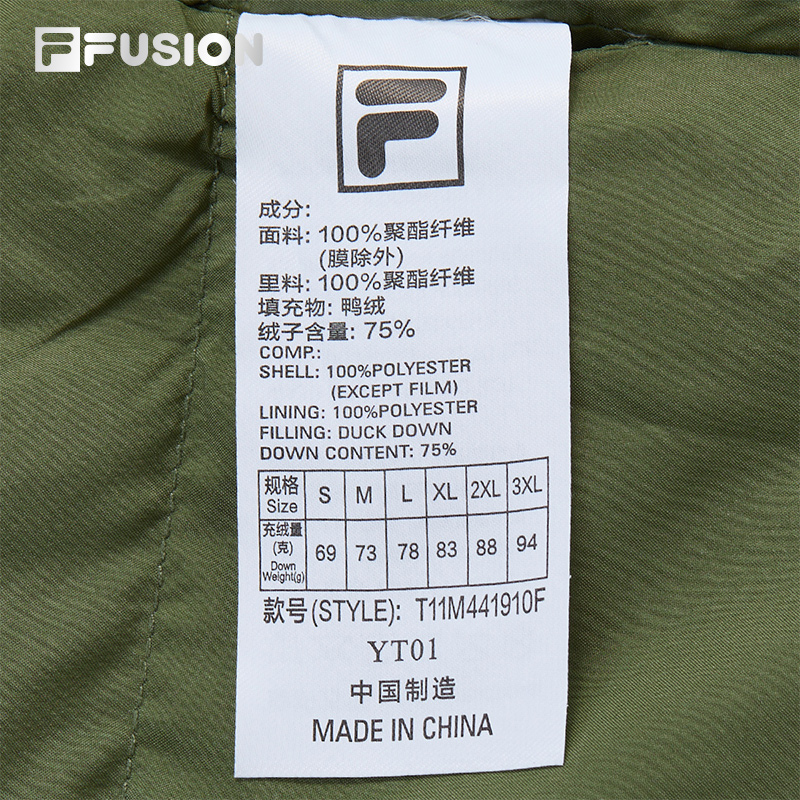 FUSION
F
成分:
面料: 100%聚酯纤维
(膜除外)
里料: 100%聚酯纤维
填充物: 鸭绒
绒子含量: 75%
COMP.:
SHELL: 100%POLYESTER
(EXCEPT FILM)
LINING: 100%POLYESTER
FILLING: DUCK DOWN
DOWN CONTENT: 75%
规格 Size S M L XL 2XL 3XL
充绒量 (克) Down Weight(g) 69 73 78 83 88 94
款号(STYLE): T11M441910F
YT01
中国制造
MADE IN CHINA